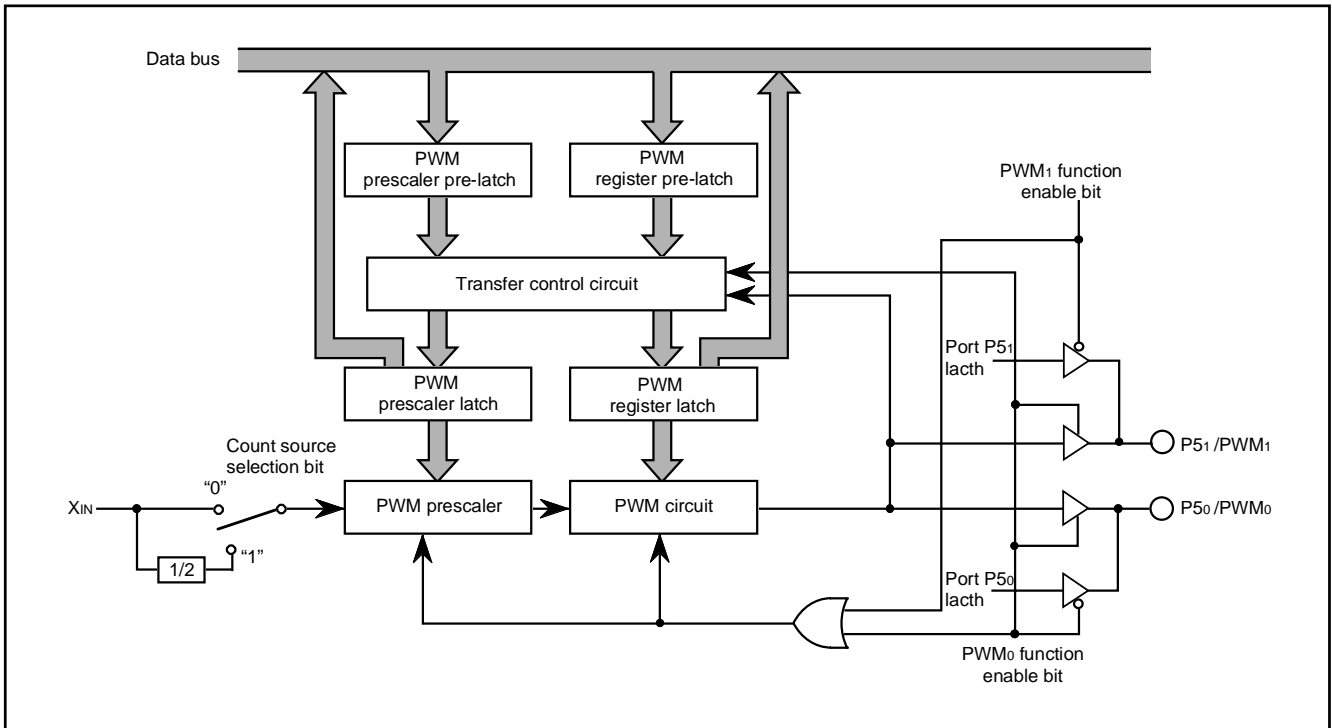 Data bus
PWM
prescaler pre-latch
PWM
register pre-latch
PWM1 function
enable bit
Transfer control circuit
Port P51
lacth
PWM
prescaler latch
PWM
register latch
Count source
selection bit
P51/PWM1
“0”
XIN
PWM prescaler
PWM circuit
P50/PWM0
“1”
1/2
Port P50
lacth
PWM0 function
enable bit